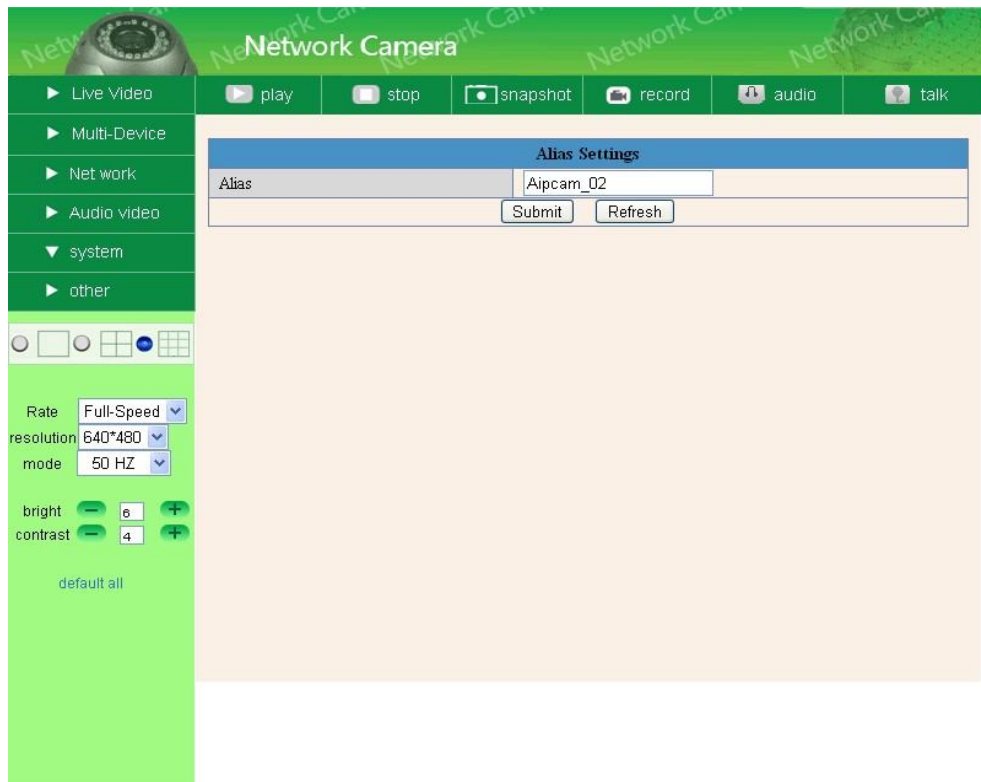 Network Camera
Live Video
play
stop
snapshot
record
audio
talk
Multi-Device
Net work
Audio video
system
other
Alias Settings
Alias
Aipcam_02
Submit
Refresh
Rate
Full-Speed
resolution
640*480
mode
50 HZ
bright
6
contrast
4
default all